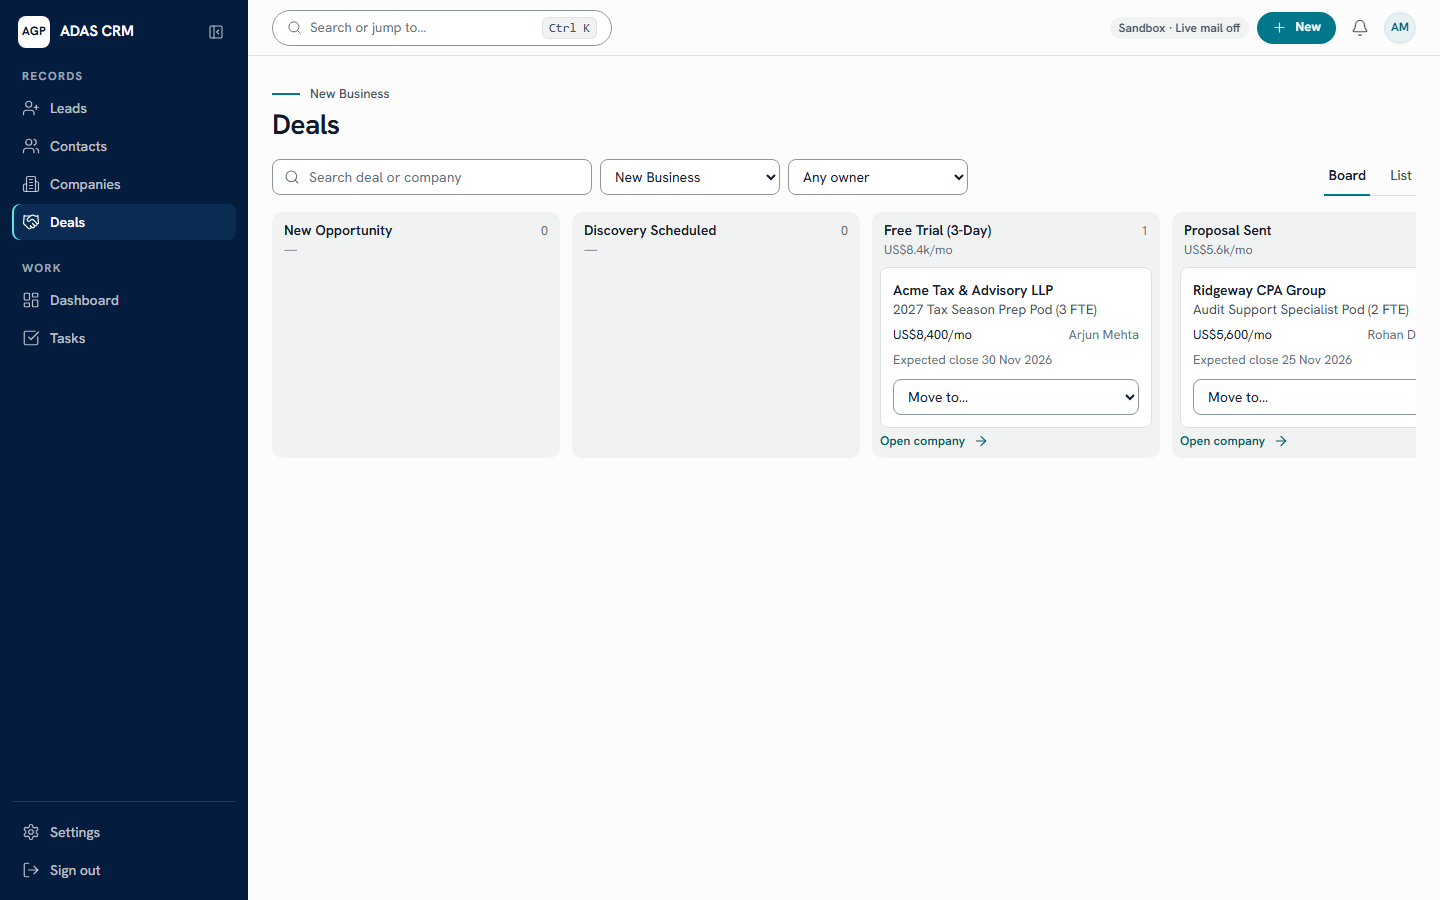 AGP ADAS CRM
RECORDS
Leads
Contacts
Companies
Deals
WORK
Dashboard
Tasks
Settings
Sign out
Search or jump to... Ctrl K
Sandbox · Live mail off
New
AM
New Business
Deals
Search deal or company
New Business
Any owner
Board
List
New Opportunity 0
—
Discovery Scheduled 0
—
Free Trial (3-Day) 1
US$8.4k/mo
Acme Tax & Advisory LLP
2027 Tax Season Prep Pod (3 FTE)
US$8,400/mo Arjun Mehta
Expected close 30 Nov 2026
Move to...
Open company
Proposal Sent
US$5.6k/mo
Ridgeway CPA Group
Audit Support Specialist Pod (2 FTE)
US$5,600/mo Rohan D
Expected close 25 Nov 2026
Move to...
Open company